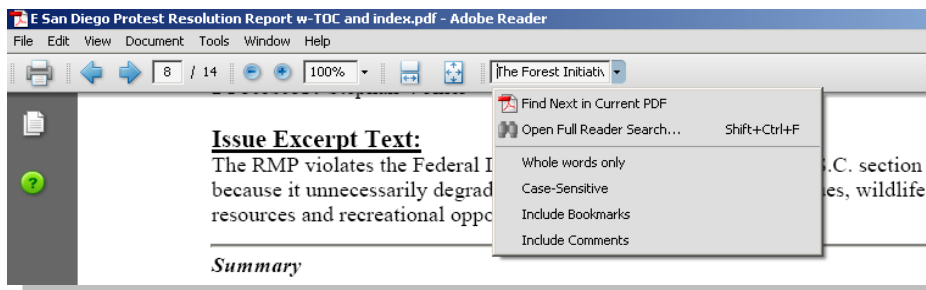 E San Diego Protest Resolution Report w-TOC and index.pdf - Adobe Reader
File Edit View Document Tools Window Help
8 / 14 100% The Forest Initiativ
Find Next in Current PDF
Open Full Reader Search... Shift+Ctrl+F
Whole words only
Case-Sensitive
Include Bookmarks
Include Comments
Issue Excerpt Text:
The RMP violates the Federal .C. section
because it unnecessarily degrad es, wildlife
resources and recreational oppo
Summary